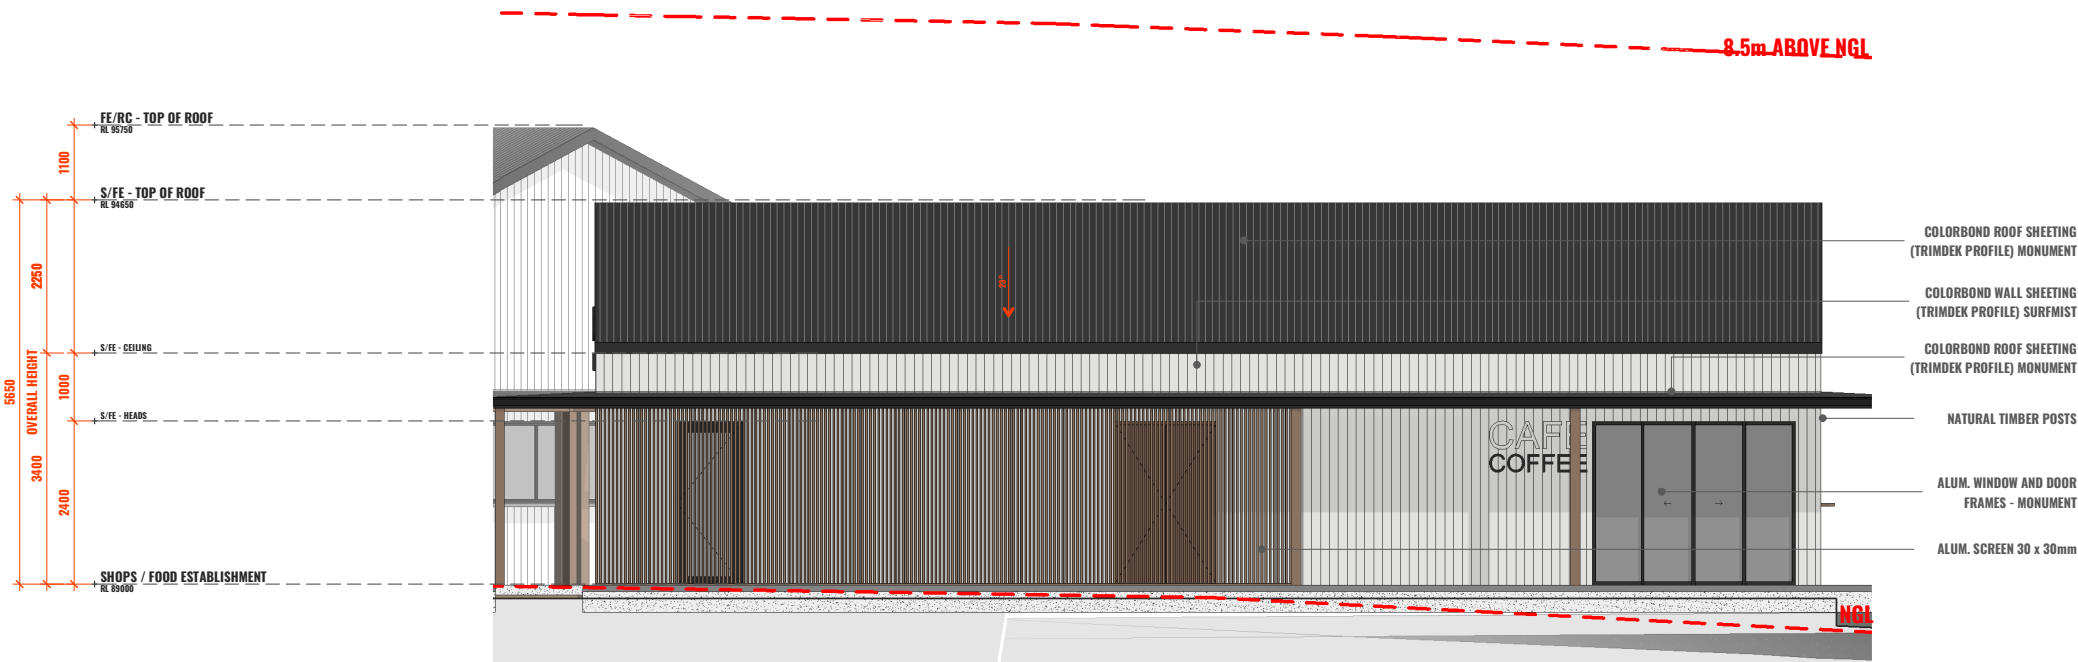 8.5m ABOVE NGL
FE/RC - TOP OF ROOF
RL 95750
1100
S/FE - TOP OF ROOF
RL 94650
COLORBOND ROOF SHEETING
(TRIMDEK PROFILE) MONUMENT
2250
23°
COLORBOND WALL SHEETING
(TRIMDEK PROFILE) SURFMIST
S/FE - CEILING
COLORBOND ROOF SHEETING
(TRIMDEK PROFILE) MONUMENT
5650
OVERALL HEIGHT
1000
S/FE - HEADS
NATURAL TIMBER POSTS
CAFE
COFFEE
3400
2400
ALUM. WINDOW AND DOOR
FRAMES - MONUMENT
ALUM. SCREEN 30 x 30mm
SHOPS / FOOD ESTABLISHMENT
RL 89000
NGL